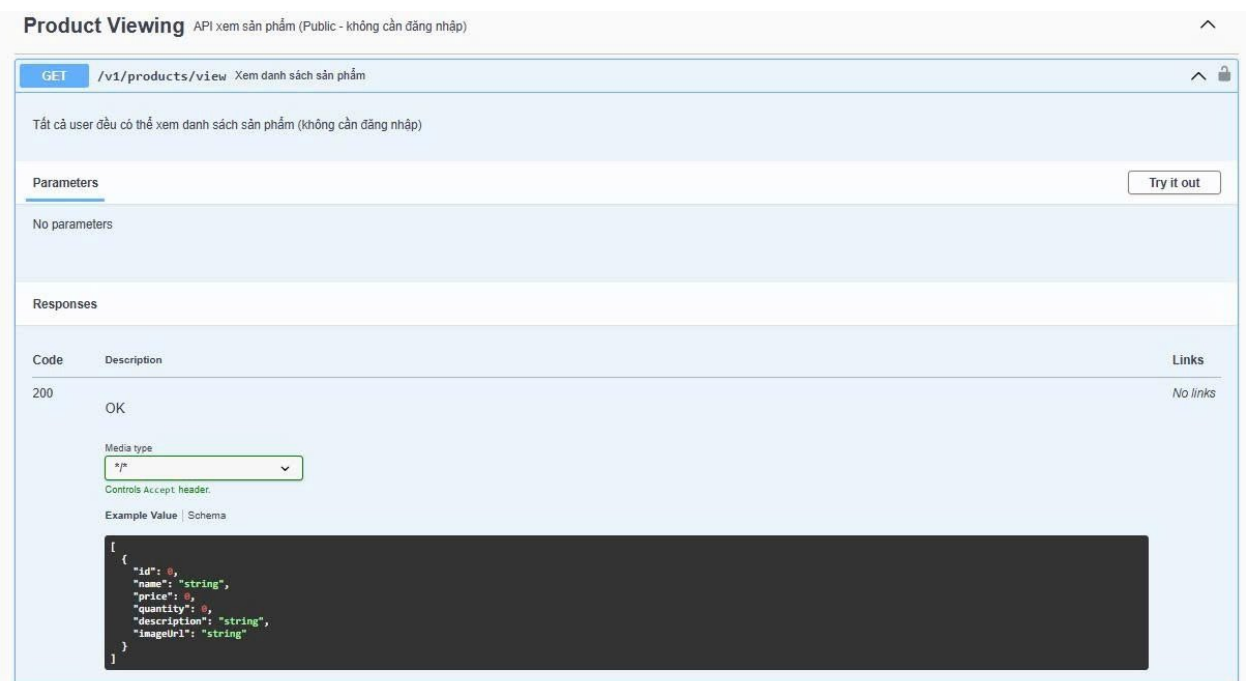 Product Viewing API xem sản phẩm (Public - không cần đăng nhập)
GET /v1/products/view Xem danh sách sản phẩm
Tất cả user đều có thể xem danh sách sản phẩm (không cần đăng nhập)
Parameters Try it out
No parameters
Responses
Code Description Links
200 No links
OK
Media type
*/*
Controls Accept header.
Example Value Schema
[
{
"id": 0,
"name": "string",
"price": 0,
"quantity": 0,
"description": "string",
"imageUrl": "string"
}
]